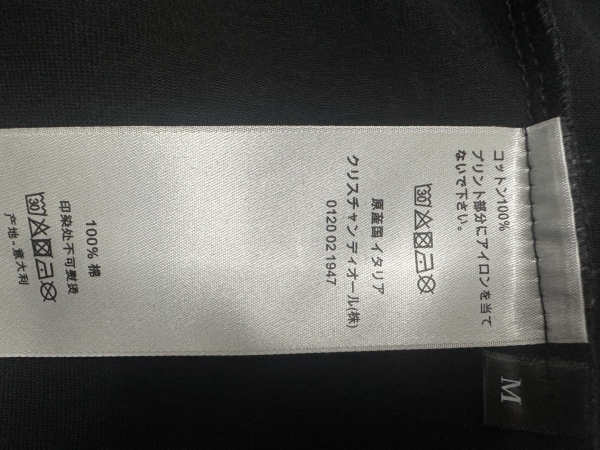 コットン100%
プリント部分にアイロンを当て
ないで下さい。
30
原産国 イタリア
クリスチャン ディオール(株)
0120 02 1947
100% 棉
印染处不可熨烫
30
产地 - 意大利
M